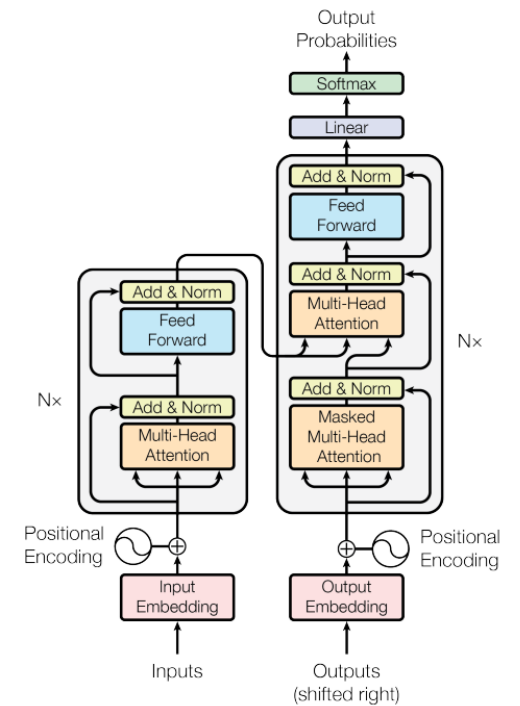 Output
Probabilities
Softmax
Linear
Add & Norm
Feed
Forward
Add & Norm
Multi-Head
Attention
Add & Norm
Masked
Multi-Head
Attention
N×
Add & Norm
Feed
Forward
Add & Norm
Multi-Head
Attention
N×
Positional
Encoding
Positional
Encoding
Input
Embedding
Output
Embedding
Inputs
Outputs
(shifted right)